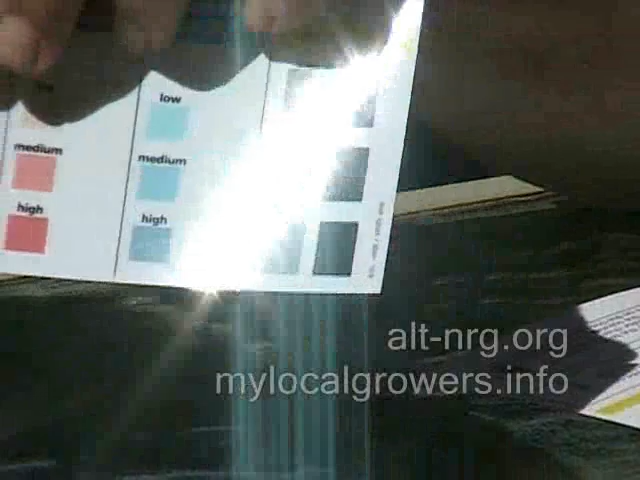 low
medium
medium
high
high
alt-nrg.org
mylocalgrowers.info